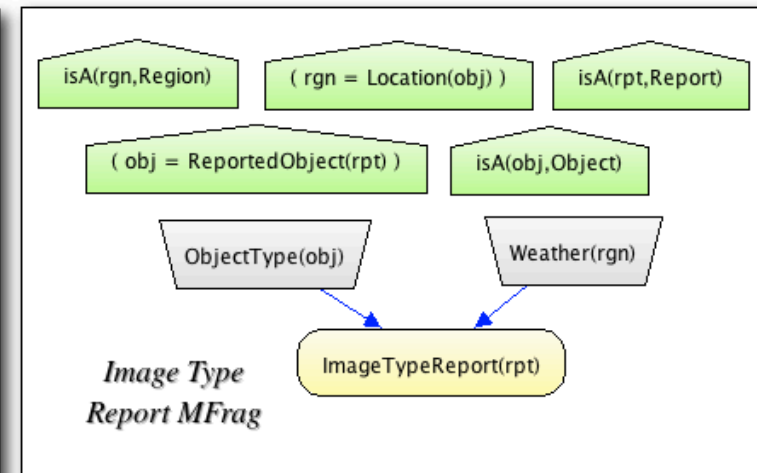 isA(rgn,Region)
( rgn = Location(obj) )
isA(rpt,Report)
( obj = ReportedObject(rpt) )
isA(obj,Object)
ObjectType(obj)
Weather(rgn)
ImageTypeReport(rpt)
Image Type
Report MFrag